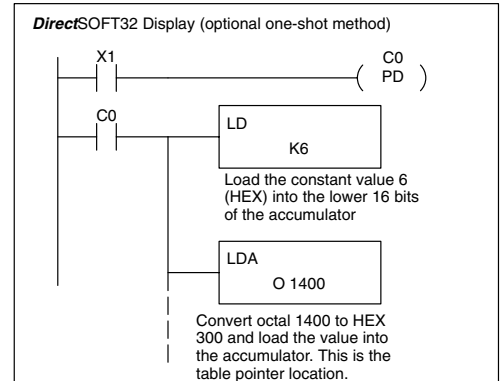 DirectSOFT32 Display (optional one-shot method)
X1
C0
PD
C0
LD
K6
Load the constant value 6
(HEX) into the lower 16 bits
of the accumulator
LDA
O 1400
Convert octal 1400 to HEX
300 and load the value into
the accumulator. This is the
table pointer location.